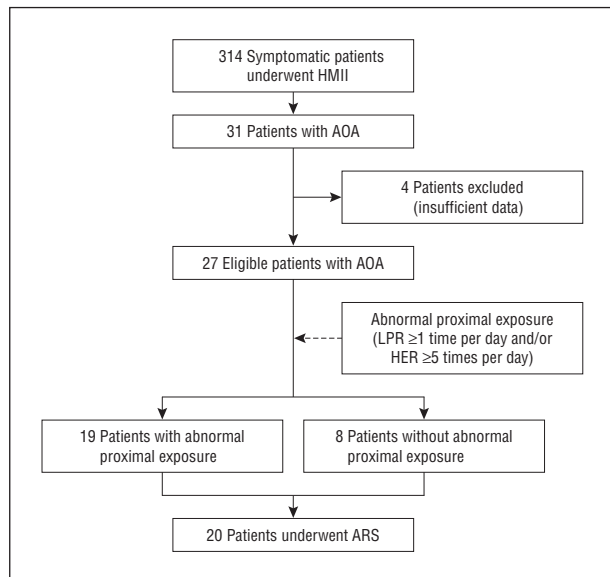 314 Symptomatic patients
underwent HMII
31 Patients with AOA
4 Patients excluded
(insufficient data)
27 Eligible patients with AOA
Abnormal proximal exposure
(LPR ≥1 time per day and/or
HER ≥5 times per day)
19 Patients with abnormal
proximal exposure
8 Patients without abnormal
proximal exposure
20 Patients underwent ARS